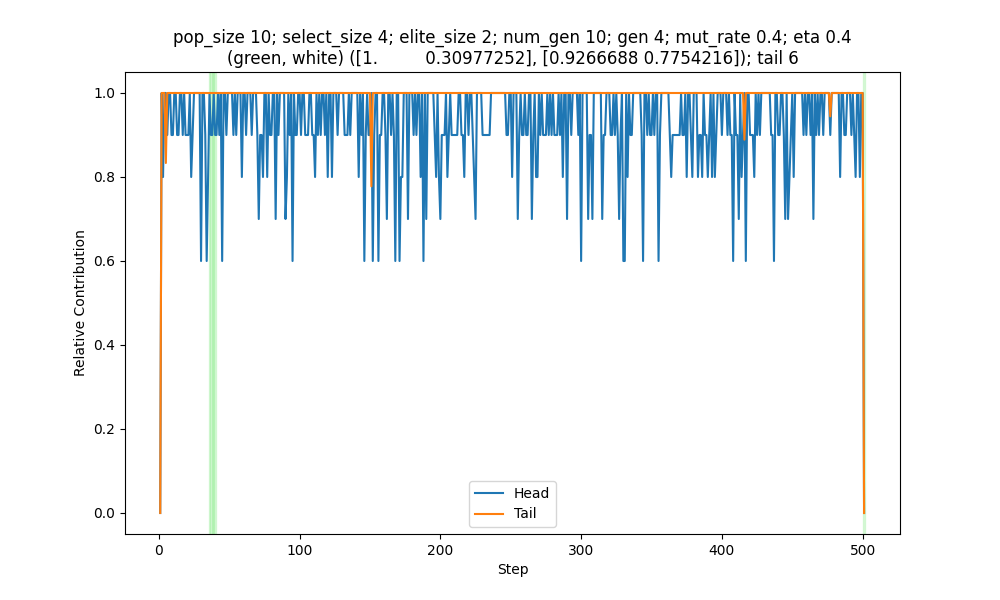 pop_size 10; select_size 4; elite_size 2; num_gen 10; gen 4; mut_rate 0.4; eta 0.4
(green, white) ([1.         0.30977252], [0.9266688 0.7754216]); tail 6
1.0
0.8
0.6
0.4
0.2
0.0
Relative Contribution
Head
Tail
0 100 200 300 400 500
Step